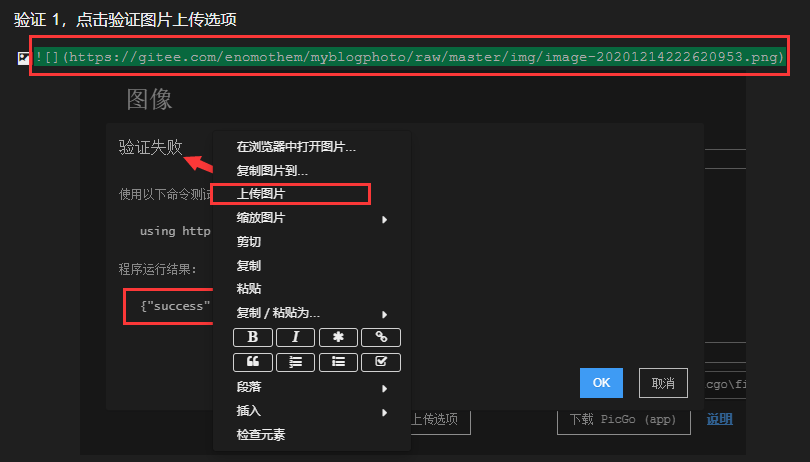 验证 1，点击验证图片上传选项
![](https://gitee.com/enomothem/myblogphoto/raw/master/img/image-20201214222620953.png)
图像
验证失败
在浏览器中打开图片...
复制图片到...
使用以下命令测试
上传图片
缩放图片
using http
剪切
程序运行结果:
复制
粘贴
{"success"
复制 / 粘贴为...
B I
段落
OK 取消
cgo\fi
插入
上传选项 下载 PicGo (app) 说明
检查元素